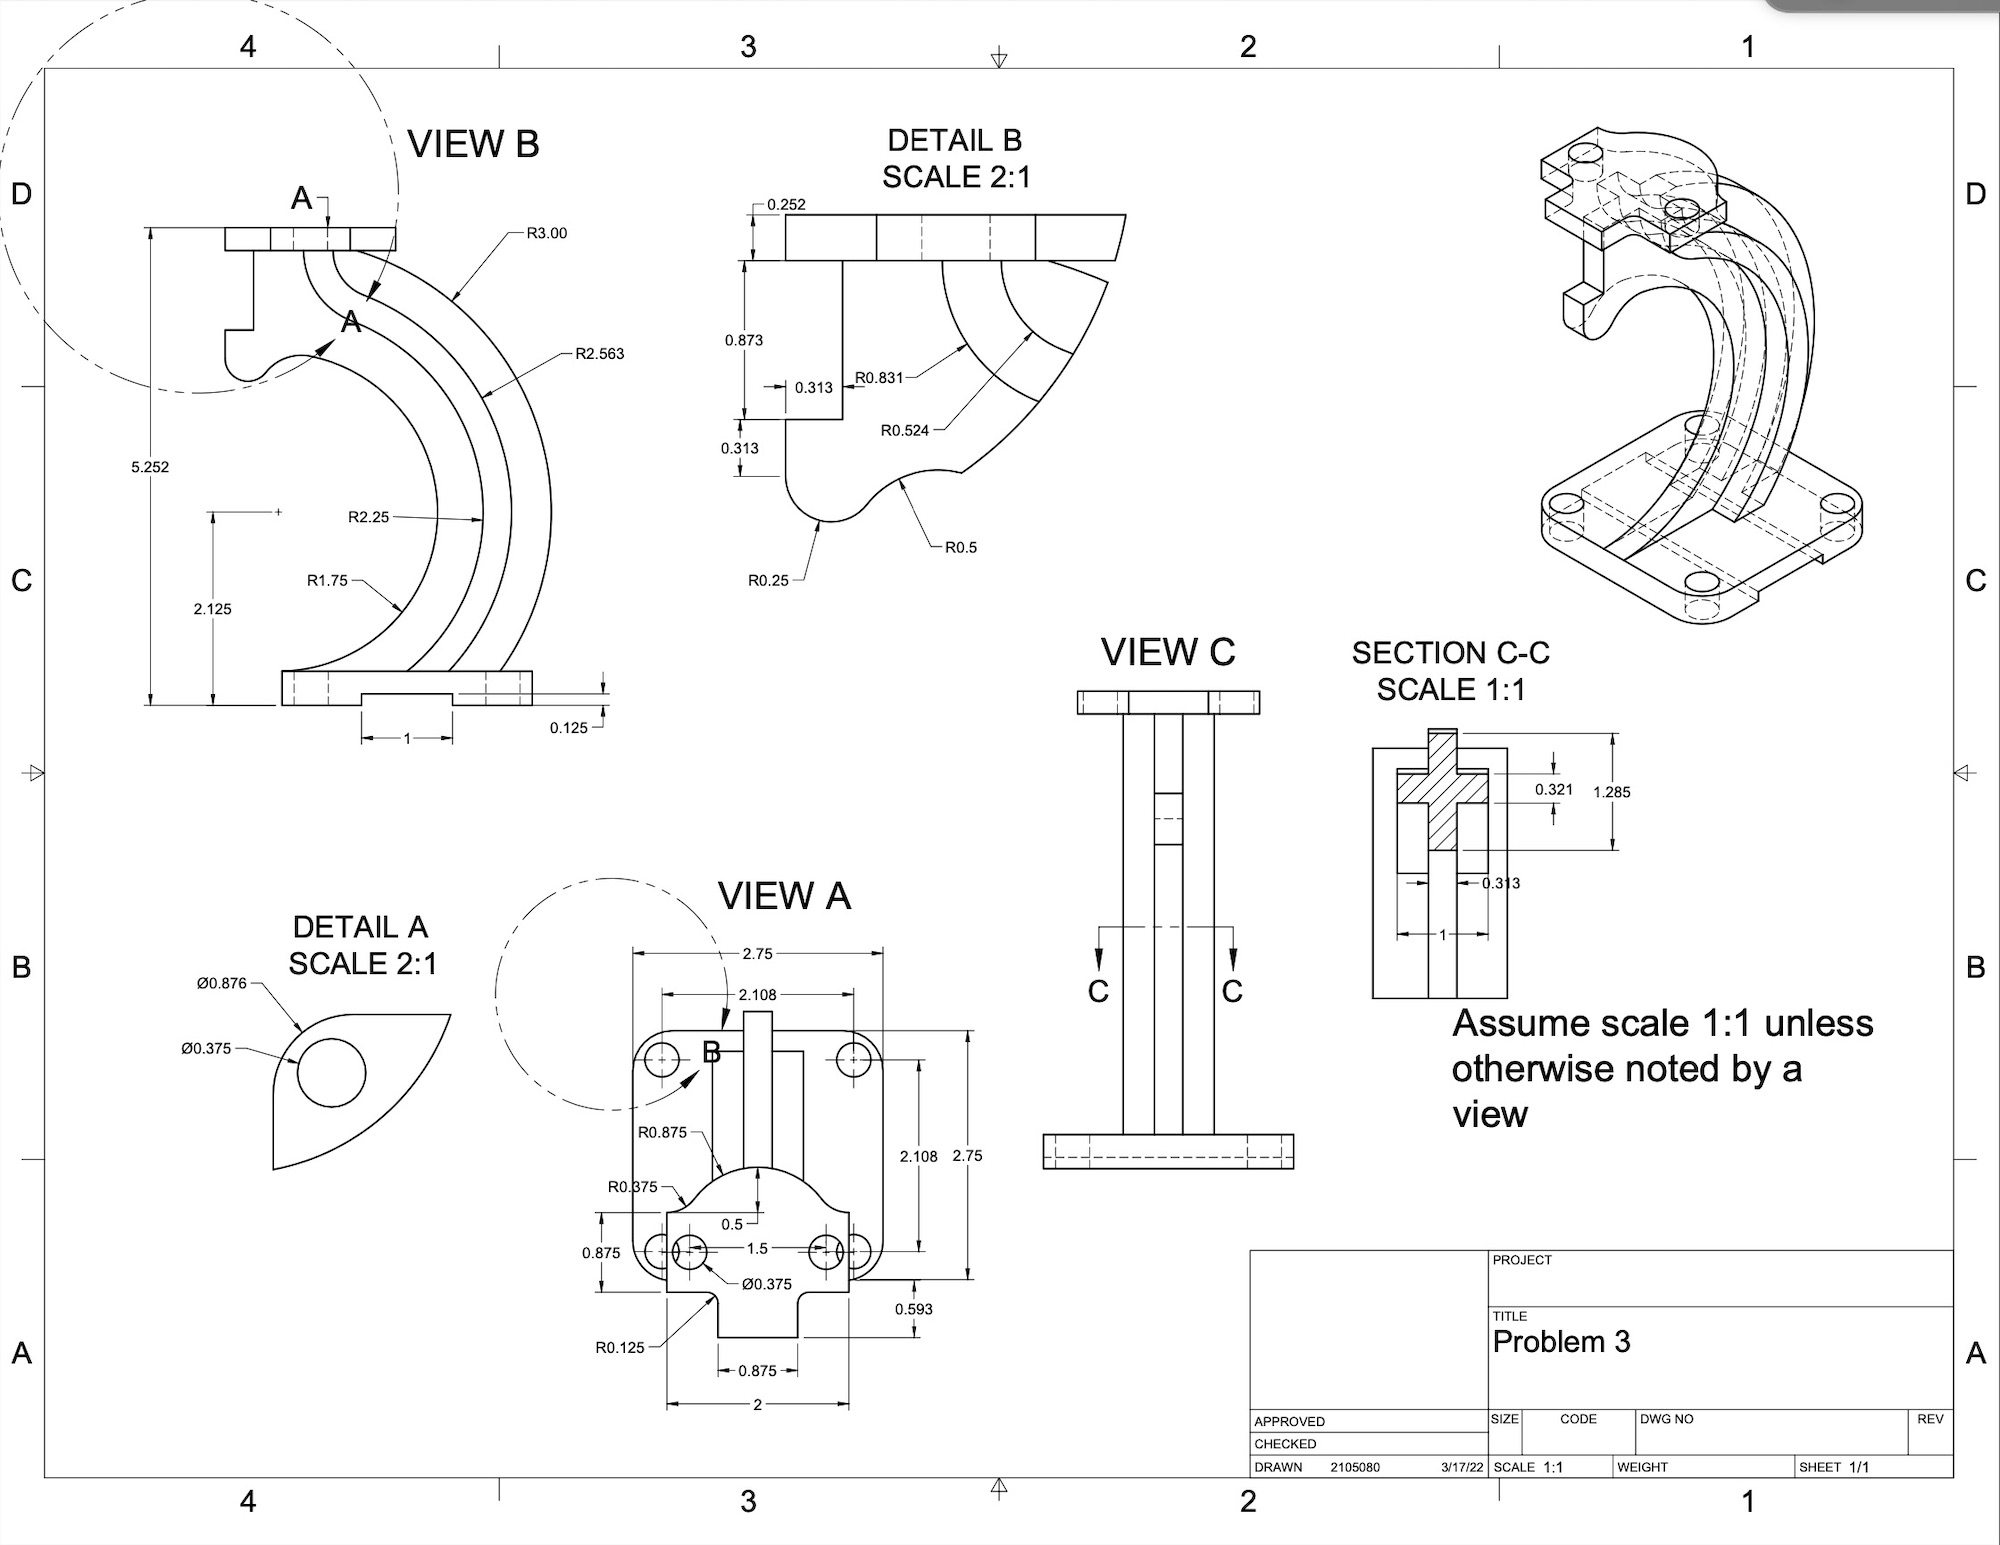 4
3
2
1
D
D
C
C
B
B
A
A
VIEW B
A
A
R3.00
R2.563
R2.25
R1.75
5.252
2.125
1
0.125
DETAIL B
SCALE 2:1
0.252
0.873
0.313
0.313
R0.831
R0.524
R0.5
R0.25
VIEW C
C
C
SECTION C-C
SCALE 1:1
0.321
1.285
0.313
1
Assume scale 1:1 unless
otherwise noted by a
view
DETAIL A
SCALE 2:1
Ø0.876
Ø0.375
VIEW A
2.75
2.108
B
R0.875
2.108
2.75
R0.375
0.5
0.875
1.5
Ø0.375
0.593
R0.125
0.875
2
PROJECT
TITLE
Problem 3
APPROVED
CHECKED
DRAWN 2105080 3/17/22
SIZE CODE DWG NO REV
SCALE 1:1 WEIGHT SHEET 1/1
4
3
2
1